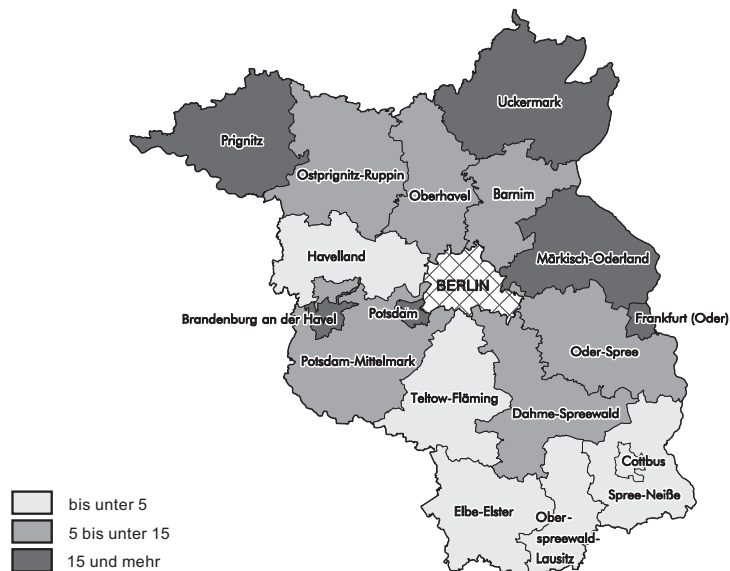 Uckermark
Prignitz
Ostprignitz-Ruppin
Oberhavel
Barnim
Havelland
Märkisch-Oderland
BERLIN
Brandenburg an der Havel
Potsdam
Frankfurt (Oder)
Potsdam-Mittelmark
Oder-Spree
Teltow-Fläming
Dahme-Spreewald
Cottbus
Spree-Neiße
Elbe-Elster
Ober-
spreewald-
Lausitz
bis unter 5
5 bis unter 15
15 und mehr